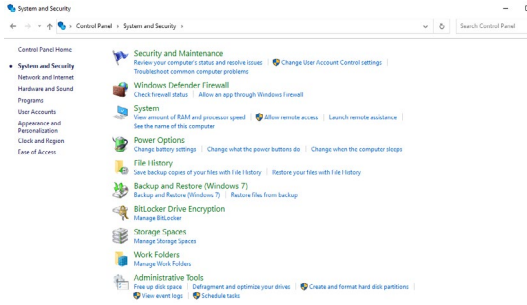 System and Security
Control Panel > System and Security >
Search Control Panel
Control Panel Home
System and Security
Network and Internet
Hardware and Sound
Programs
User Accounts
Appearance and
Personalization
Clock and Region
Ease of Access
Security and Maintenance
Review your computer's status and resolve issues | Change User Account Control settings |
Troubleshoot common computer problems
Windows Defender Firewall
Check firewall status | Allow an app through Windows Firewall
System
View amount of RAM and processor speed | Allow remote access | Launch remote assistance |
See the name of this computer
Power Options
Change battery settings | Change what the power buttons do | Change when the computer sleeps
File History
Save backup copies of your files with File History | Restore your files with File History
Backup and Restore (Windows 7)
Backup and Restore (Windows 7) | Restore files from backup
BitLocker Drive Encryption
Manage BitLocker
Storage Spaces
Manage Storage Spaces
Work Folders
Manage Work Folders
Administrative Tools
Free up disk space | Defragment and optimize your drives | Create and format hard disk partitions |
View event logs | Schedule tasks